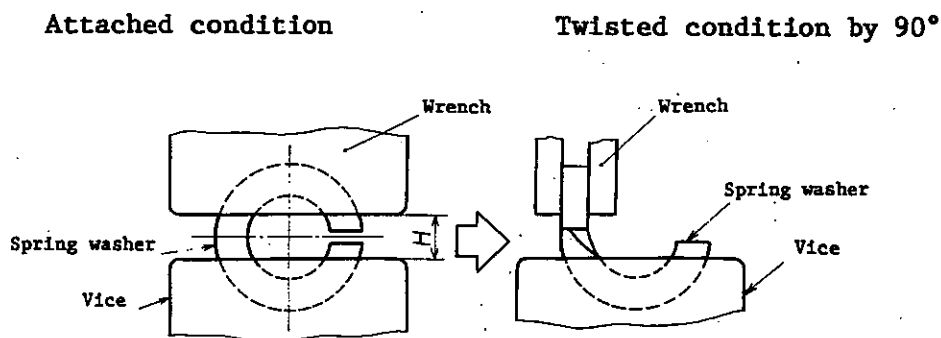 Attached condition
Twisted condition by 90°
Wrench
Wrench
Spring washer
Spring washer
H
Vice
Vice